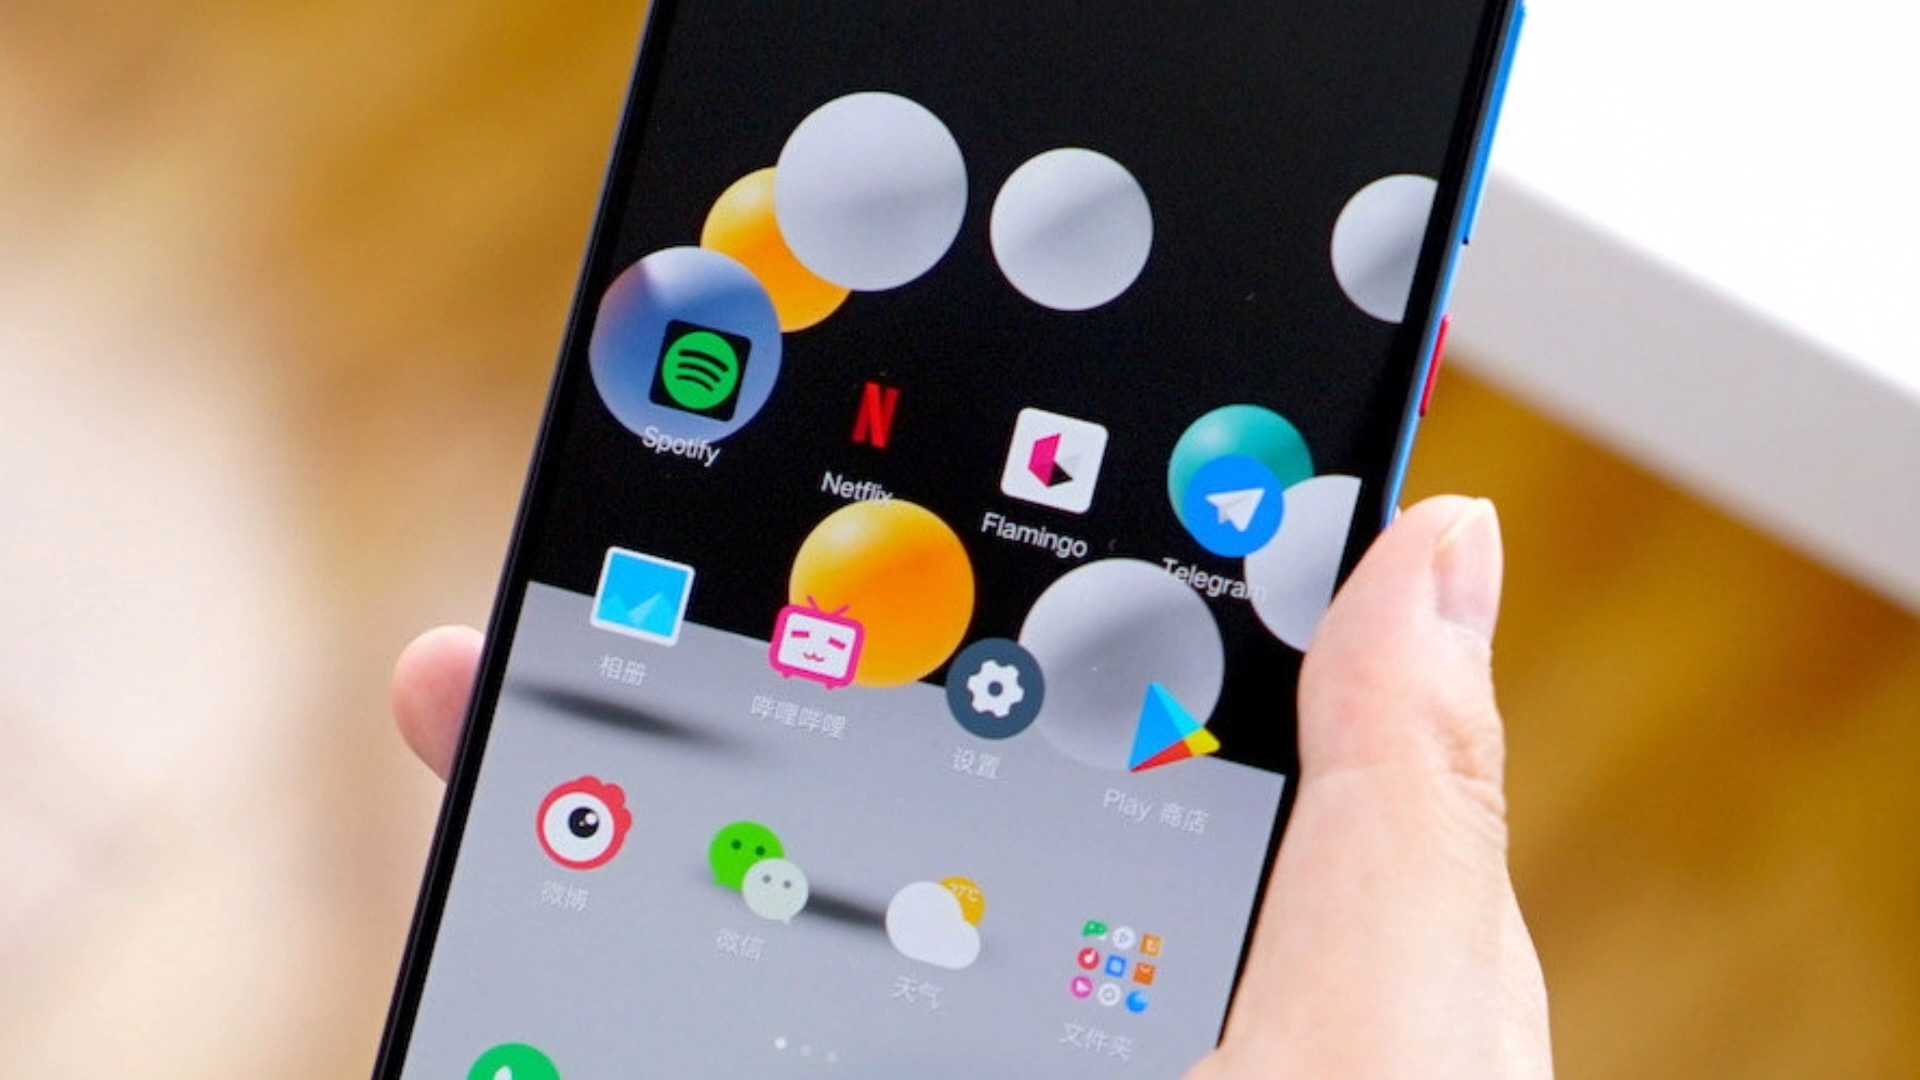 Spotify
Netflix
Flamingo
Telegram
相册
哔哩哔哩
设置
Play 商店
微博
微信
27°C
天气
文件夹